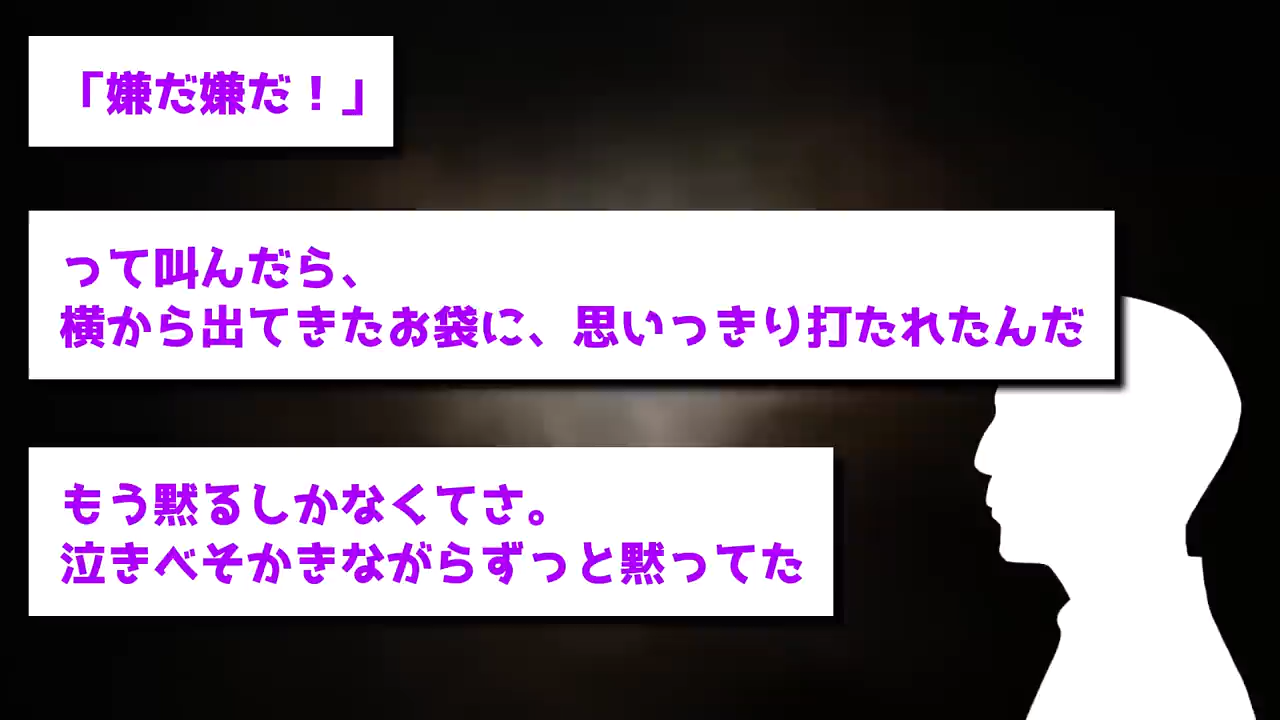 「嫌だ嫌だ！」
って叫んだら、
横から出てきたお袋に、思いっきり打たれたんだ
もう黙るしかなくてさ。
泣きべそかきながらずっと黙ってた